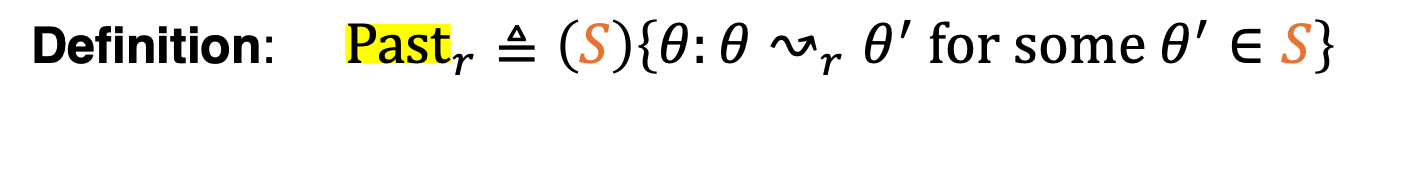 Definition: Past_r ≜ (S){θ: θ ⇝_r θ′ for some θ′ ∈ S}